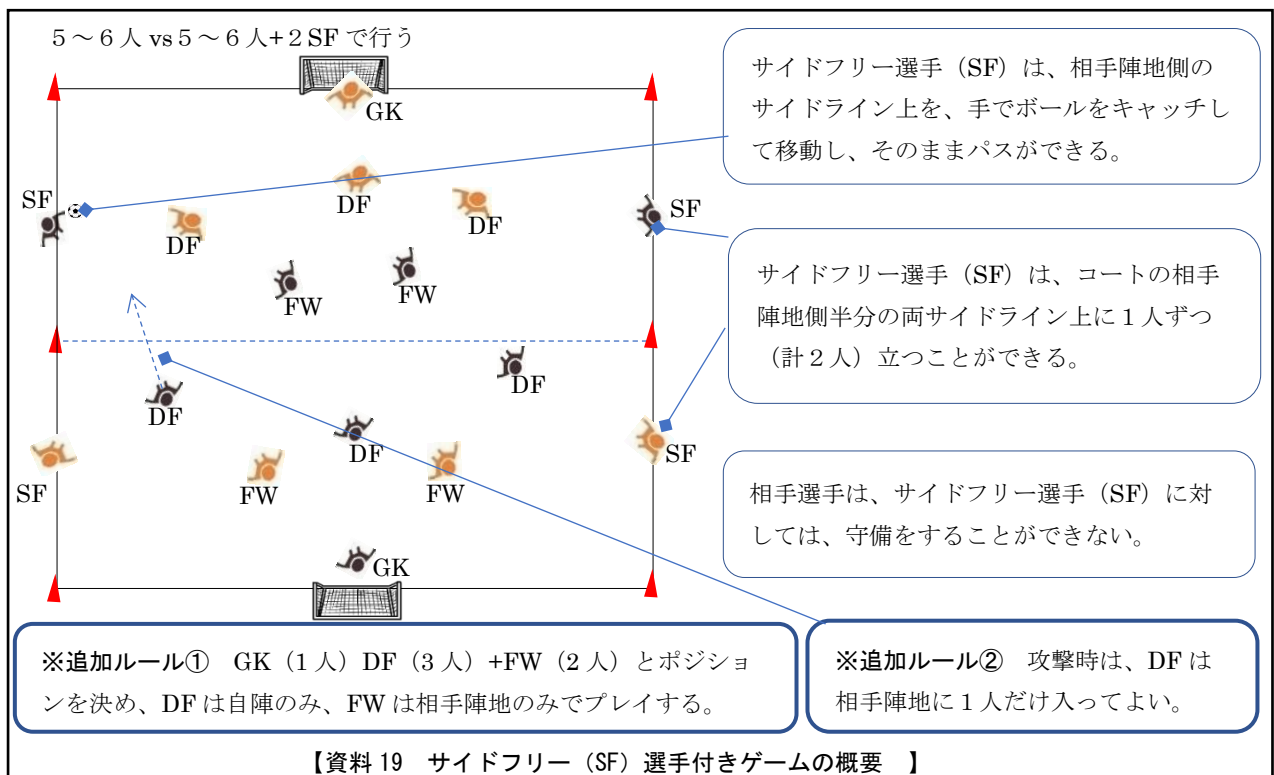 ５～６人 vs５～６人+２SF で行う
サイドフリー選手（SF）は、相手陣地側の
サイドライン上を、手でボールをキャッチし
て移動し、そのままパスができる。
GK
DF
DF
SF
DF
SF
FW
FW
サイドフリー選手（SF）は、コートの相手
陣地側半分の両サイドライン上に１人ずつ
（計２人）立つことができる。
DF
DF
DF
SF
SF
FW
FW
相手選手は、サイドフリー選手（SF）に対
しては、守備をすることができない。
GK
※追加ルール①　GK（1 人）DF（3 人）+FW（2 人）とポジショ
ンを決め、DF は自陣のみ、FW は相手陣地のみでプレイする。
※追加ルール②　攻撃時は、DF は
相手陣地に 1 人だけ入ってよい。
【資料 19　サイドフリー（SF）選手付きゲームの概要　】